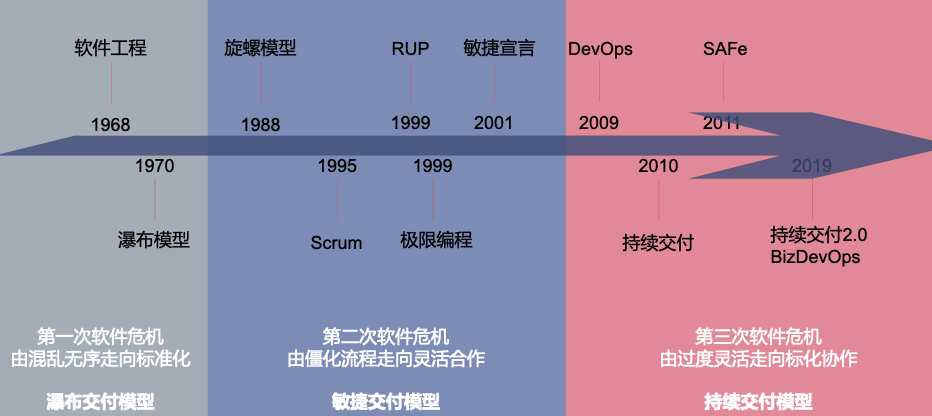 软件工程
旋螺模型
RUP
敏捷宣言
DevOps
SAFe
1968
1988
1999
2001
2009
2011
1970
1995
1999
2010
2019
瀑布模型
Scrum
极限编程
持续交付
持续交付2.0
BizDevOps
第一次软件危机
由混乱无序走向标准化
瀑布交付模型
第二次软件危机
由僵化流程走向灵活合作
敏捷交付模型
第三次软件危机
由过度灵活走向标化协作
持续交付模型